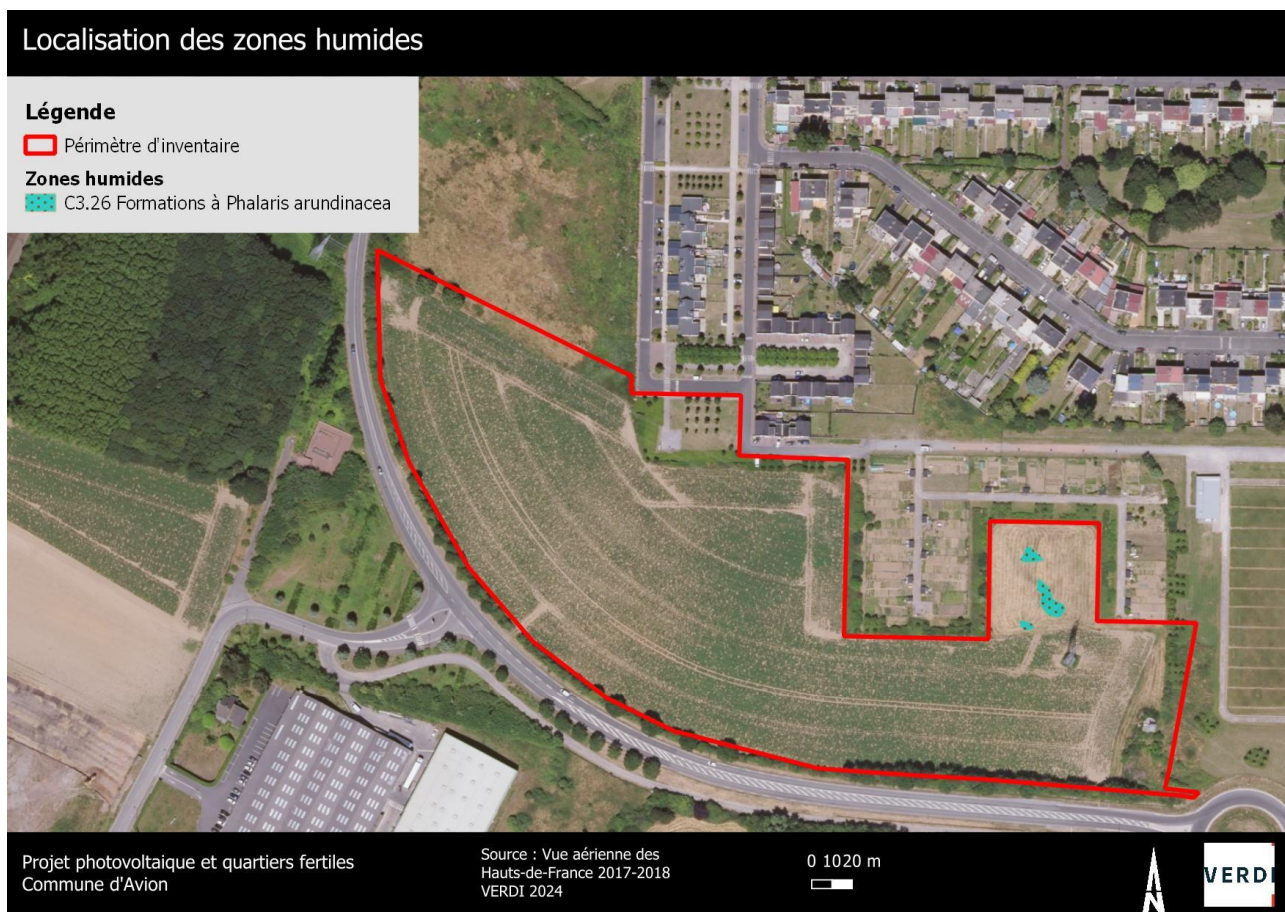 Localisation des zones humides
Légende
Périmètre d'inventaire
Zones humides
C3.26 Formations à Phalaris arundinacea
Projet photovoltaique et quartiers fertiles
Commune d'Avion
Source : Vue aérienne des
Hauts-de-France 2017-2018
VERDI 2024
0 1020 m
N
VERDI